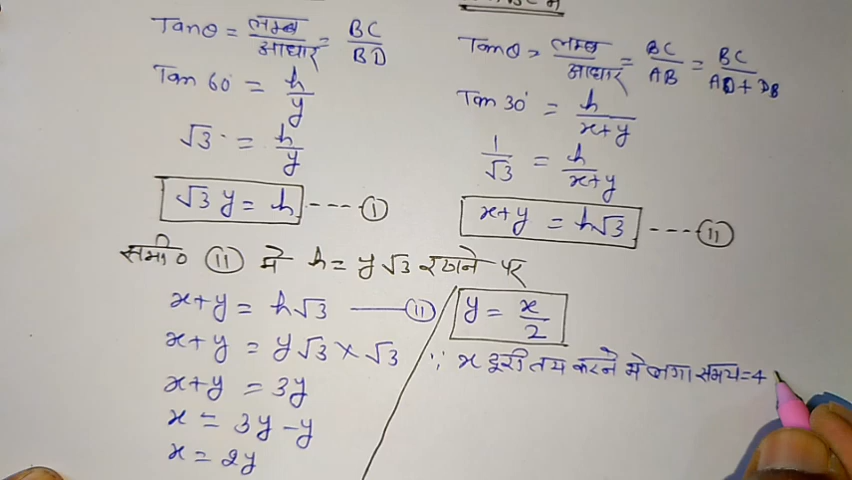 Tanθ = लम्ब/आधार = BC/BD
Tan 60° = h/y
√3 = h/y
√3 y = h ---- (I)
Tanθ = लम्ब/आधार = BC/AB = BC/AD+DB
Tan 30° = h/x+y
1/√3 = h/x+y
x+y = h√3 --- (II)
समी० (II) मे h = y√3 रखने पर
x+y = h√3 —— (II)
x+y = y√3 × √3
x+y = 3y
x = 3y - y
x = 2y
y = x/2
∵ x दूरी तय करने मे लगा समय = 4